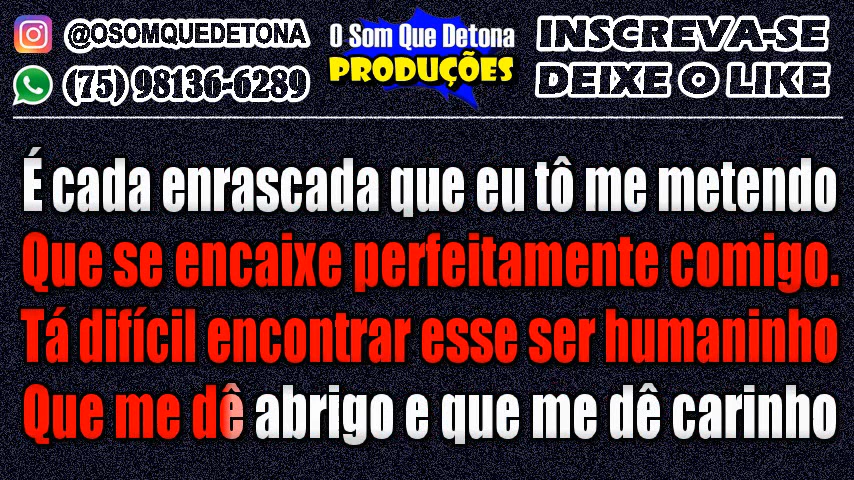 @OSOMQUEDETONA
(75) 98136-6289
O Som Que Detona
PRODUÇÕES
INSCREVA-SE
DEIXE O LIKE
É cada enrascada que eu tô me metendo
Que se encaixe perfeitamente comigo.
Tá difícil encontrar esse ser humaninho
Que me dê abrigo e que me dê carinho